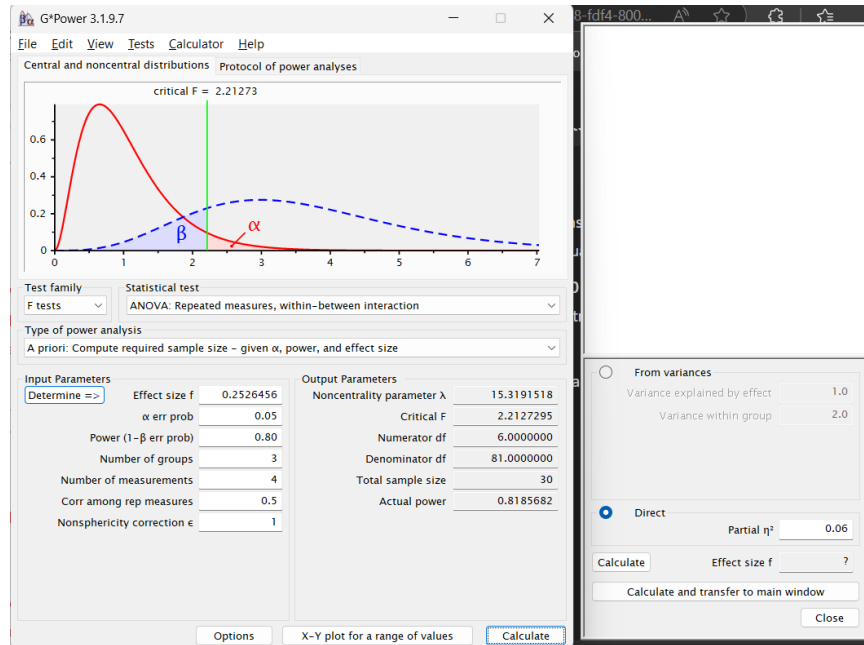 G*Power 3.1.9.7
8-fdf4-800...
File Edit View Tests Calculator Help
Central and noncentral distributions Protocol of power analyses
critical F = 2.21273
0.6
0.4
0.2
0
β
α
0 1 2 3 4 5 6 7
Test family
F tests
Statistical test
ANOVA: Repeated measures, within-between interaction
Type of power analysis
A priori: Compute required sample size - given α, power, and effect size
Input Parameters
Determine =>
Effect size f 0.2526456
α err prob 0.05
Power (1-β err prob) 0.80
Number of groups 3
Number of measurements 4
Corr among rep measures 0.5
Nonsphericity correction ϵ 1
Output Parameters
Noncentrality parameter λ 15.3191518
Critical F 2.2127295
Numerator df 6.0000000
Denominator df 81.0000000
Total sample size 30
Actual power 0.8185682
Options X-Y plot for a range of values Calculate
From variances
Variance explained by effect 1.0
Variance within group 2.0
Direct
Partial η² 0.06
Calculate Effect size f ?
Calculate and transfer to main window
Close